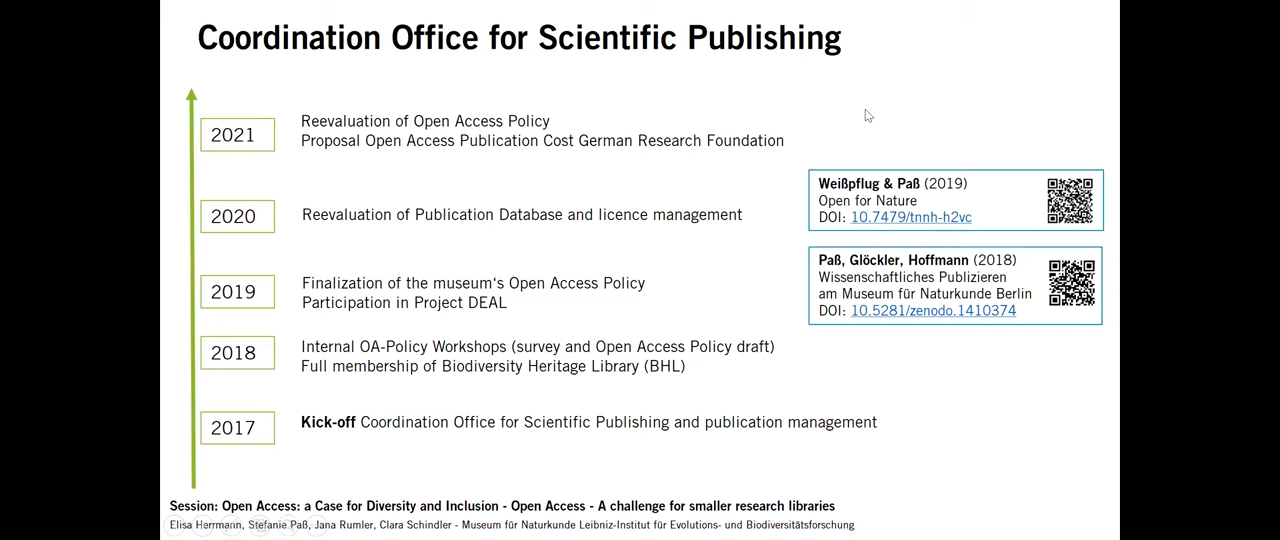 Coordination Office for Scientific Publishing
2021
Reevaluation of Open Access Policy
Proposal Open Access Publication Cost German Research Foundation
2020
Reevaluation of Publication Database and licence management
Weißpflug & Paß (2019)
Open for Nature
DOI: 10.7479/tnnh-h2vc
2019
Finalization of the museum‘s Open Access Policy
Participation in Project DEAL
Paß, Glöckler, Hoffmann (2018)
Wissenschaftliches Publizieren
am Museum für Naturkunde Berlin
DOI: 10.5281/zenodo.1410374
2018
Internal OA-Policy Workshops (survey and Open Access Policy draft)
Full membership of Biodiversity Heritage Library (BHL)
2017
Kick-off Coordination Office for Scientific Publishing and publication management
Session: Open Access: a Case for Diversity and Inclusion - Open Access - A challenge for smaller research libraries
Elisa Herrmann, Stefanie Paß, Jana Rumler, Clara Schindler - Museum für Naturkunde Leibniz-Institut für Evolutions- und Biodiversitätsforschung